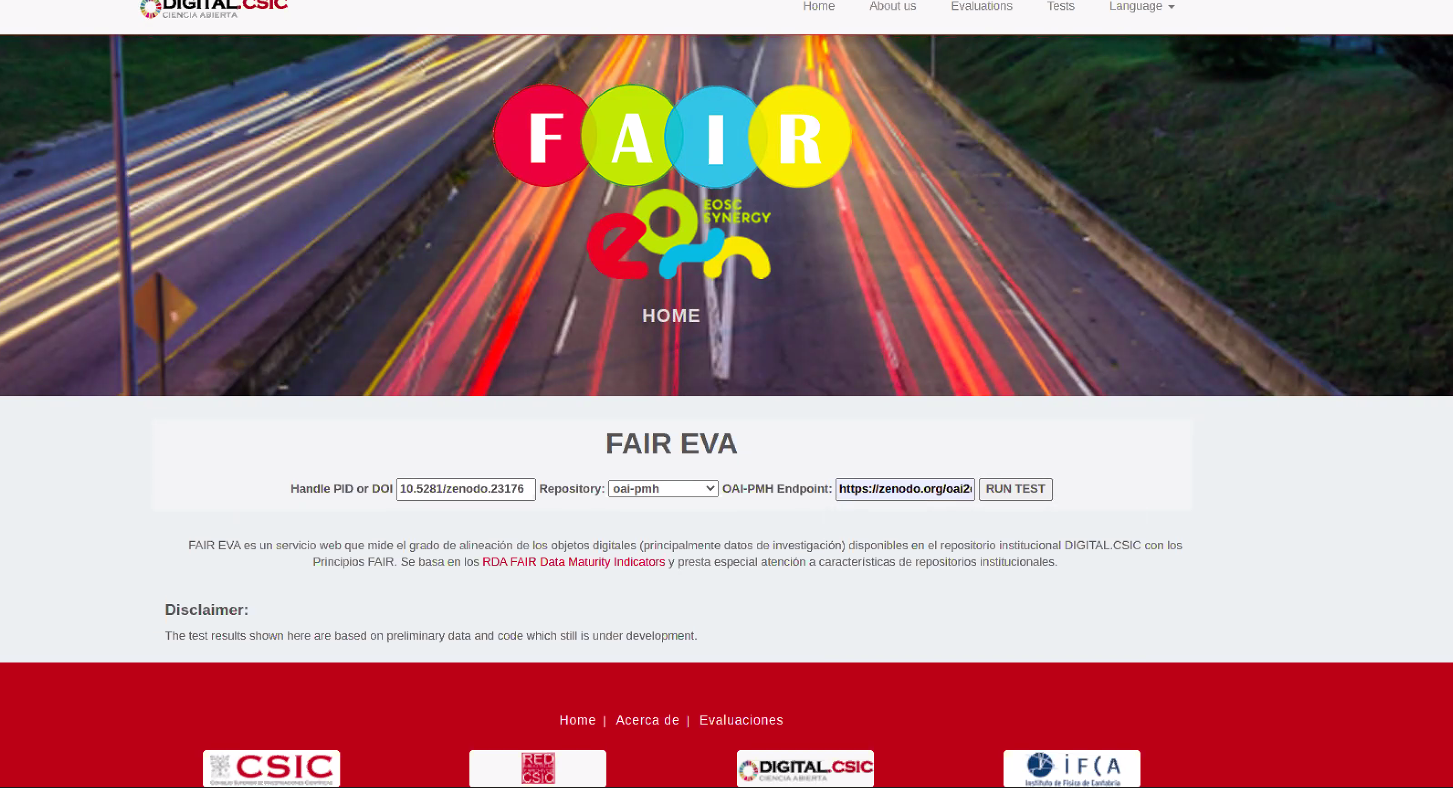 DIGITAL.CSIC
CIENCIA ABIERTA
Home About us Evaluations Tests Language
F A I R
EOSC
SYNERGY
eosc
HOME
FAIR EVA
Handle PID or DOI 10.5281/zenodo.23176 Repository: oai-pmh OAI-PMH Endpoint: https://zenodo.org/oai2 RUN TEST
FAIR EVA es un servicio web que mide el grado de alineación de los objetos digitales (principalmente datos de investigación) disponibles en el repositorio institucional DIGITAL.CSIC con los
Principios FAIR. Se basa en los RDA FAIR Data Maturity Indicators y presta especial atención a características de repositorios institucionales.
Disclaimer:
The test results shown here are based on preliminary data and code which still is under development.
Home | Acerca de | Evaluaciones
CSIC
CONSEJO SUPERIOR DE INVESTIGACIONES CIENTÍFICAS
RED
CSIC
DIGITAL.CSIC
CIENCIA ABIERTA
IFCA
Instituto de Física de Cantabria